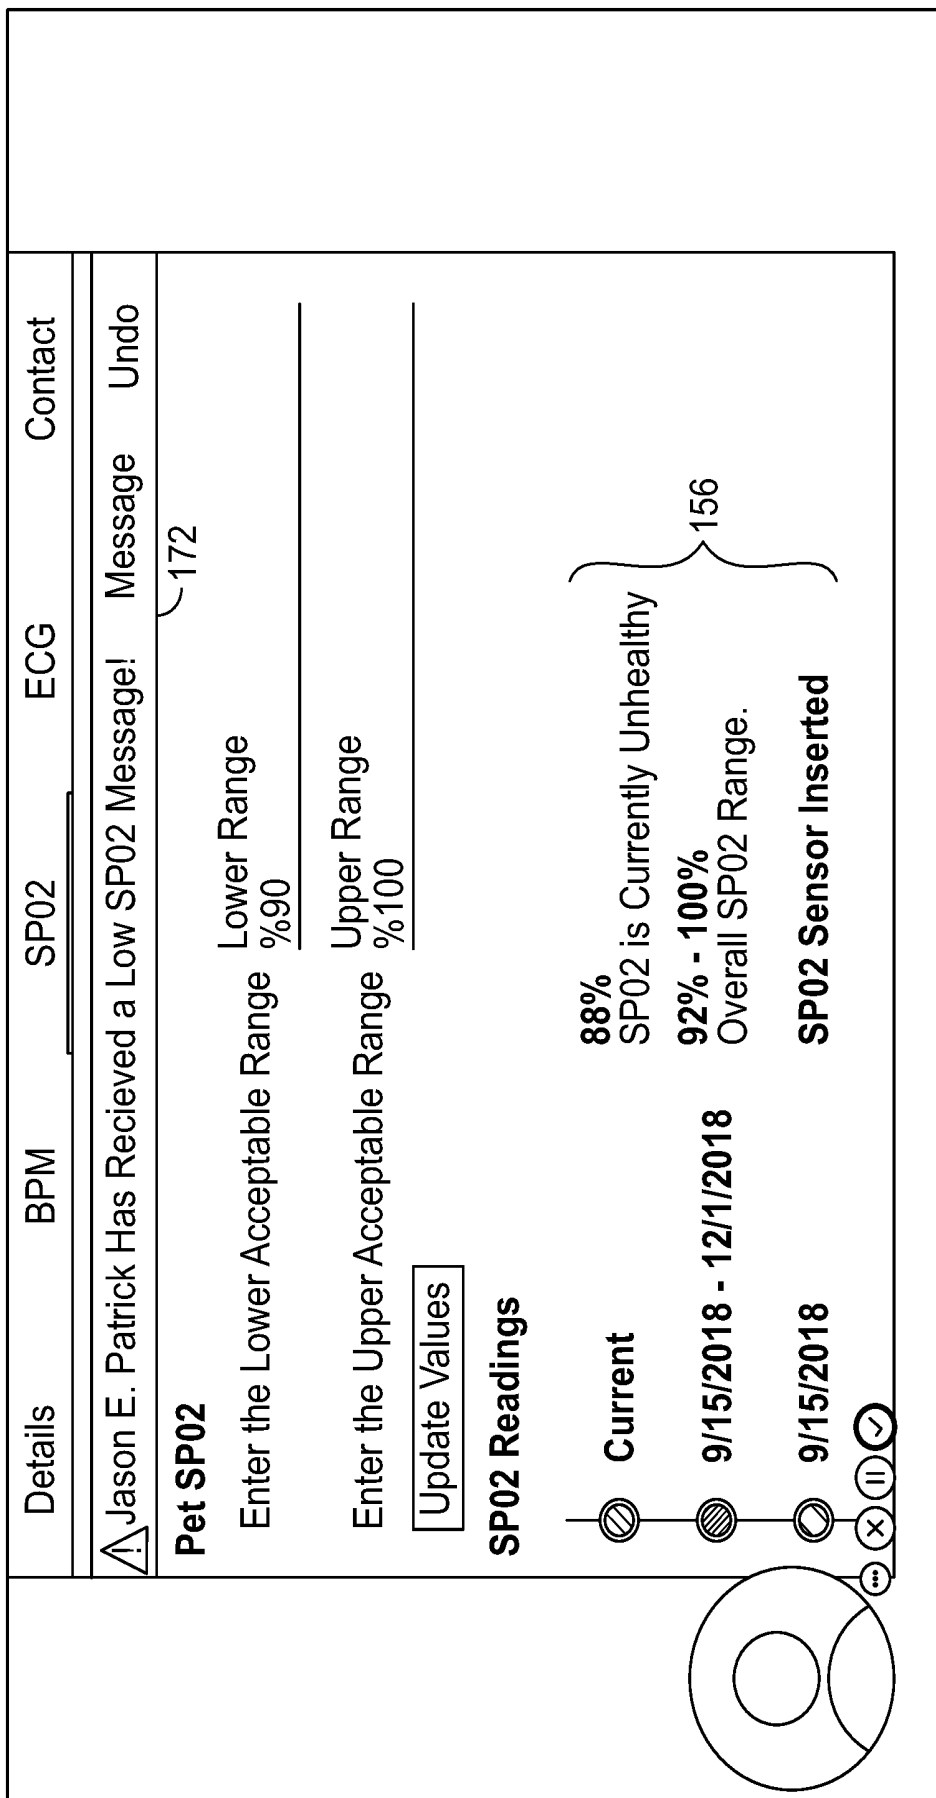 Details BPM SP02 ECG Contact
Jason E. Patrick Has Recieved a Low SP02 Message! Message Undo
172
Pet SP02
Enter the Lower Acceptable Range Lower Range
%90
Enter the Upper Acceptable Range Upper Range
%100
Update Values
SP02 Readings
Current 88%
SP02 is Currently Unhealthy
9/15/2018 - 12/1/2018 92% - 100%
Overall SP02 Range.
156
9/15/2018 SP02 Sensor Inserted